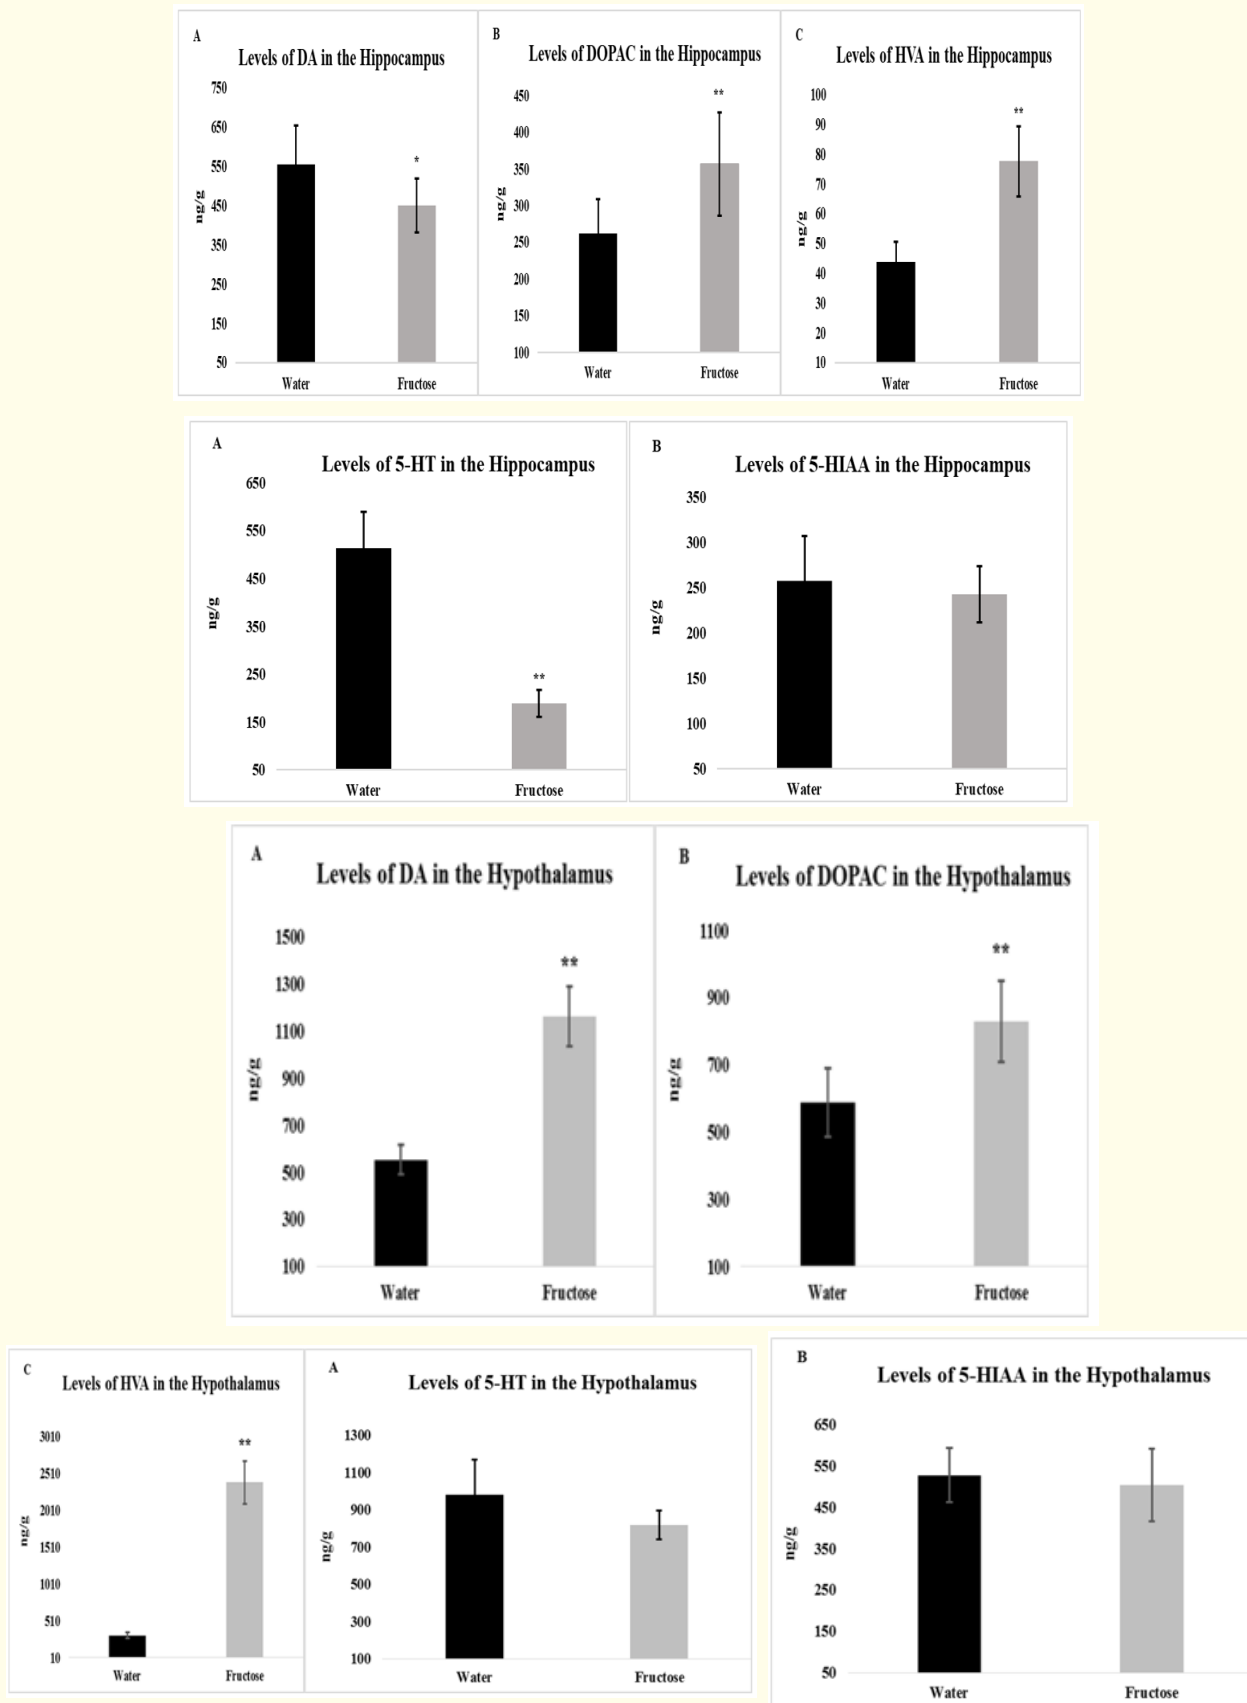 A
Levels of DA in the Hippocampus
750
650
550
450
350
250
150
50
ng/g
*
Water Fructose
B
Levels of DOPAC in the Hippocampus
450
400
350
300
250
200
150
100
ng/g
**
Water Fructose
C
Levels of HVA in the Hippocampus
100
90
80
70
60
50
40
30
20
10
ng/g
**
Water Fructose
A
Levels of 5-HT in the Hippocampus
650
550
450
350
250
150
50
ng/g
**
Water Fructose
B
Levels of 5-HIAA in the Hippocampus
350
300
250
200
150
100
50
ng/g
Water Fructose
A
Levels of DA in the Hypothalamus
1500
1300
1100
900
700
500
300
100
ng/g
**
Water Fructose
B
Levels of DOPAC in the Hypothalamus
1100
900
700
500
300
100
ng/g
**
Water Fructose
C
Levels of HVA in the Hypothalamus
3010
2510
2010
1510
1010
510
10
ng/g
**
Water Fructose
A
Levels of 5-HT in the Hypothalamus
1300
1100
900
700
500
300
100
ng/g
Water Fructose
B
Levels of 5-HIAA in the Hypothalamus
650
550
450
350
250
150
50
ng/g
Water Fructose